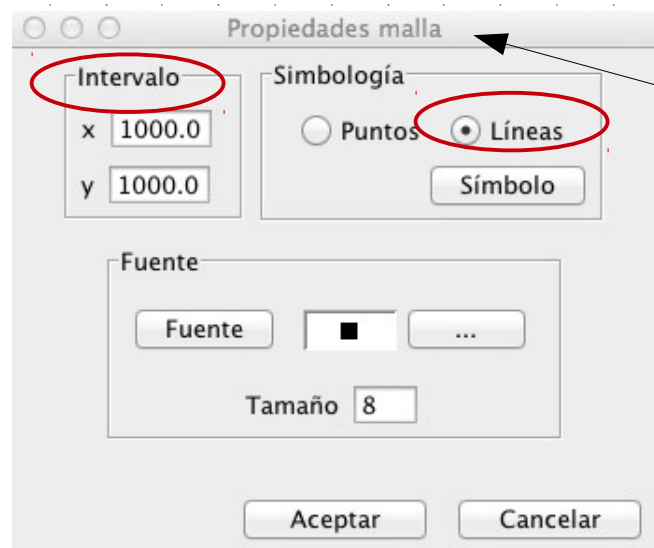 Propiedades malla
Intervalo
x 1000.0
y 1000.0
Simbología
Puntos Líneas
Símbolo
Fuente
Fuente ...
Tamaño 8
Aceptar Cancelar